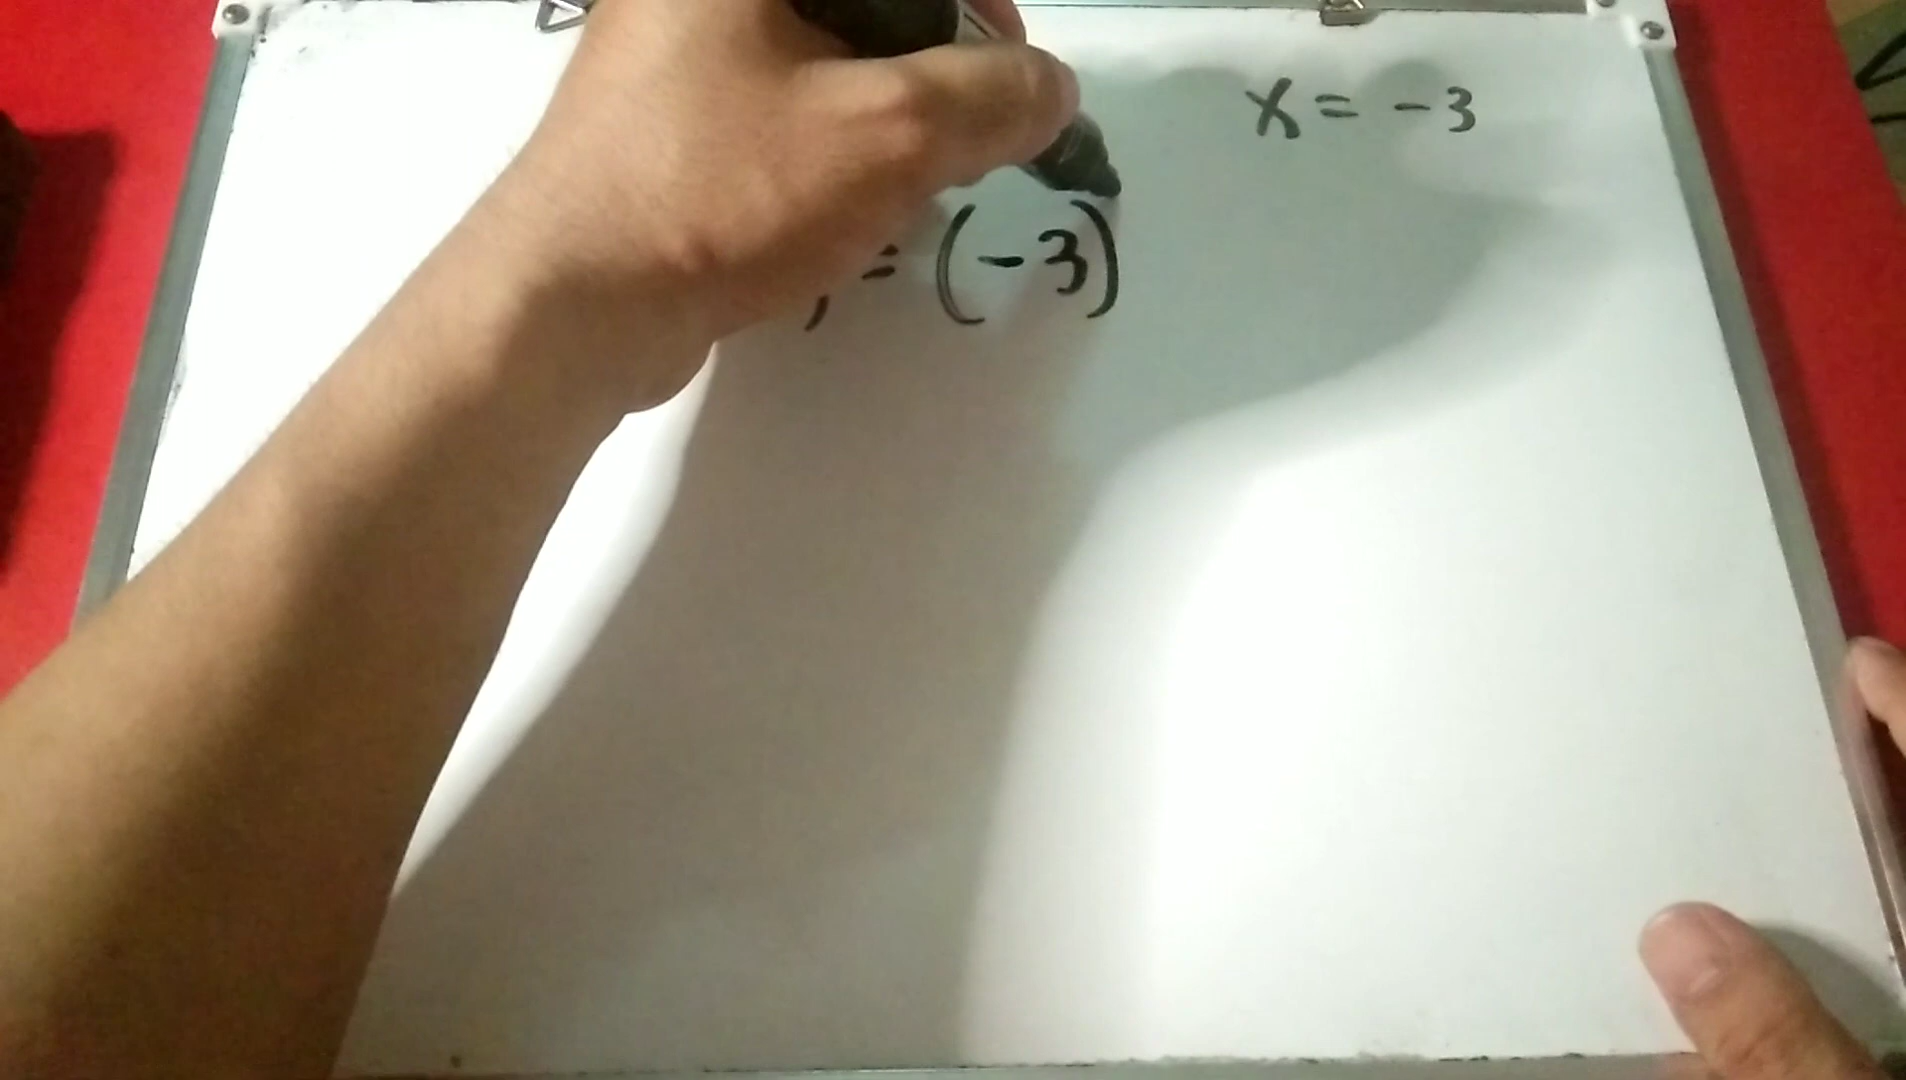 x = -3
) = (-3)